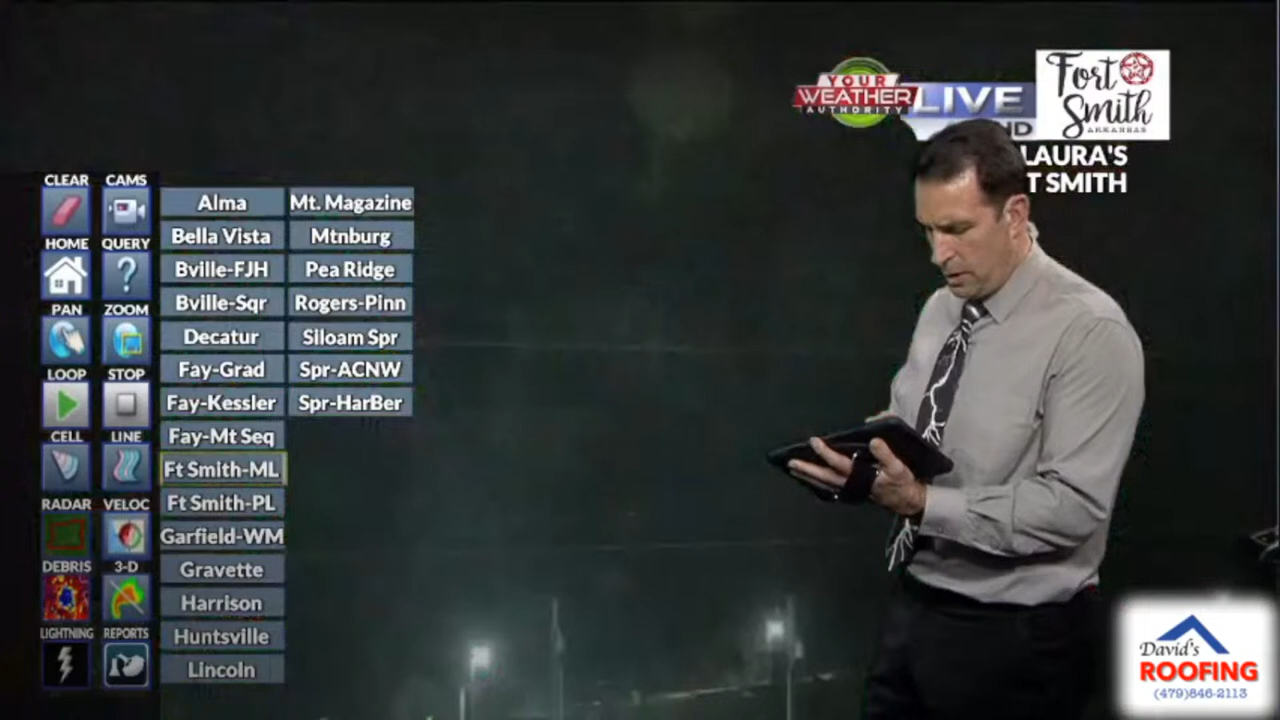 YOUR
WEATHER
AUTHORITY
LIVE
ND
Fort
Smith
ARKANSAS
LAURA'S
T SMITH
CLEAR CAMS
HOME QUERY
PAN ZOOM
LOOP STOP
CELL LINE
RADAR VELOC
DEBRIS 3-D
LIGHTNING REPORTS
Alma
Bella Vista
Bville-FJH
Bville-Sqr
Decatur
Fay-Grad
Fay-Kessler
Fay-Mt Seq
Ft Smith-ML
Ft Smith-PL
Garfield-WM
Gravette
Harrison
Huntsville
Lincoln
Mt. Magazine
Mtnburg
Pea Ridge
Rogers-Pinn
Siloam Spr
Spr-ACNW
Spr-HarBer
David's
ROOFING
(479)846-2113